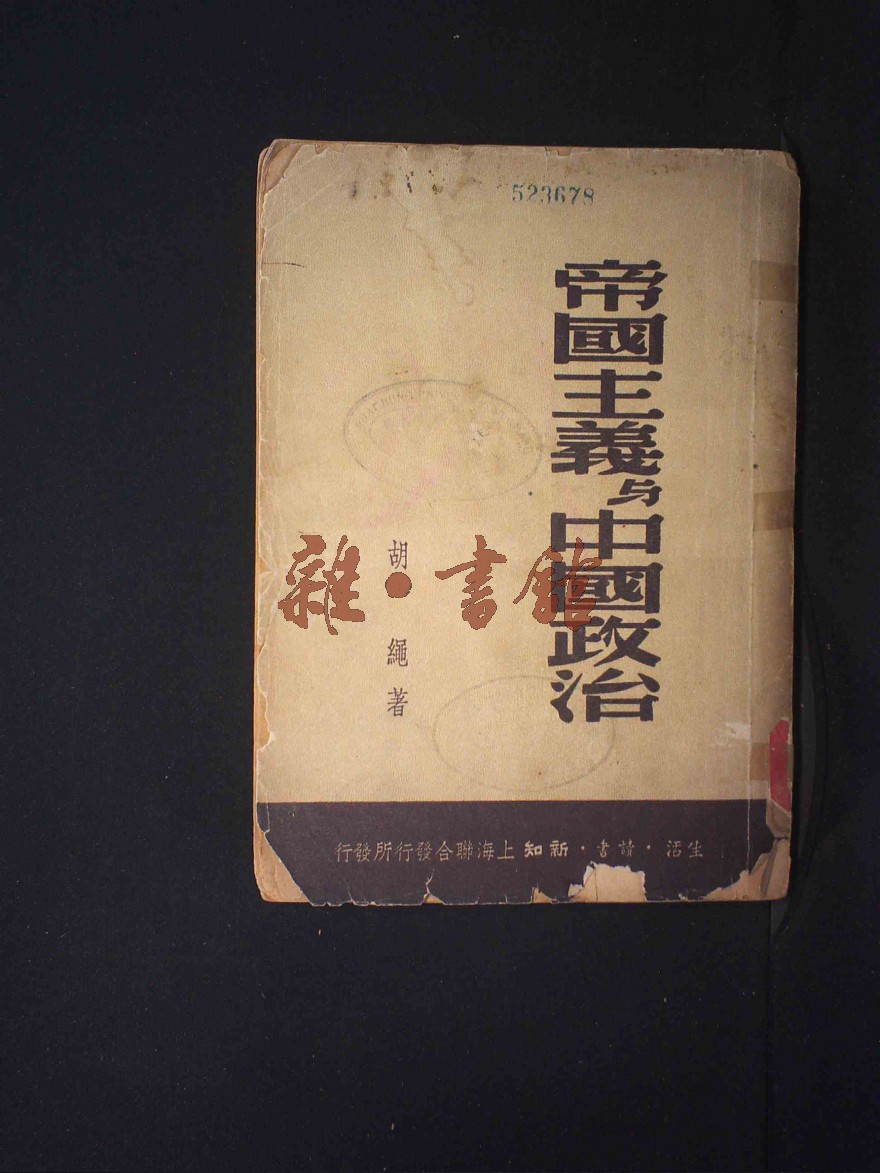 523678
帝國主義与中國政治
胡繩著
生活·讀書·新知上海聯合發行所發行
雜·書館